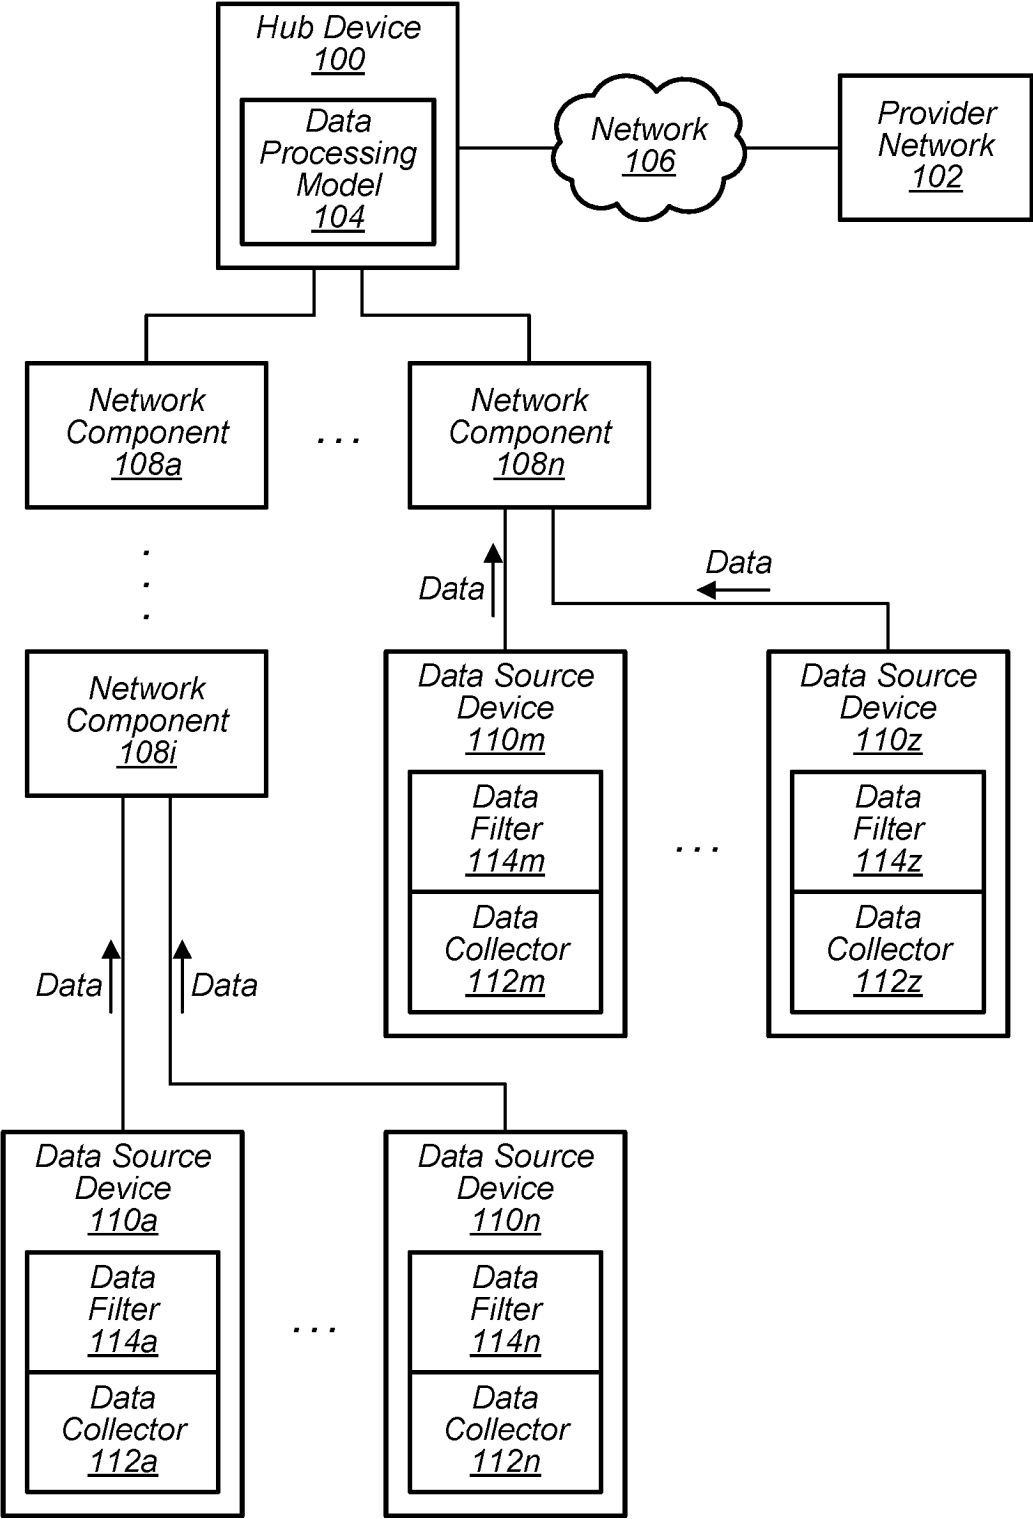 Hub Device
100
Data
Processing
Model
104
Network
106
Provider
Network
102
Network
Component
108a
. . .
Network
Component
108n
.
.
.
Data
Data
Network
Component
108i
Data Source
Device
110m
Data
Filter
114m
Data
Collector
112m
. . .
Data Source
Device
110z
Data
Filter
114z
Data
Collector
112z
Data
Data
Data Source
Device
110a
Data
Filter
114a
Data
Collector
112a
. . .
Data Source
Device
110n
Data
Filter
114n
Data
Collector
112n